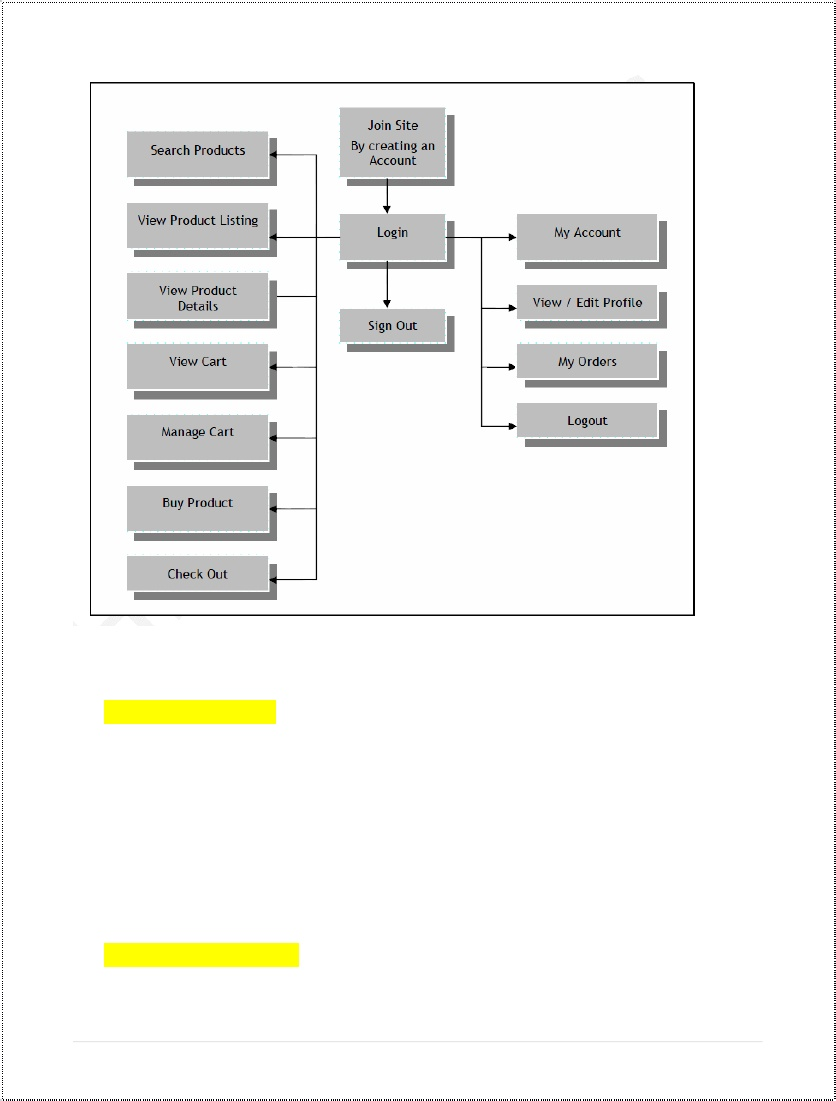 Join Site
By creating an
Account
Search Products
View Product Listing
Login
My Account
View Product
Details
View / Edit Profile
Sign Out
View Cart
My Orders
Manage Cart
Logout
Buy Product
Check Out